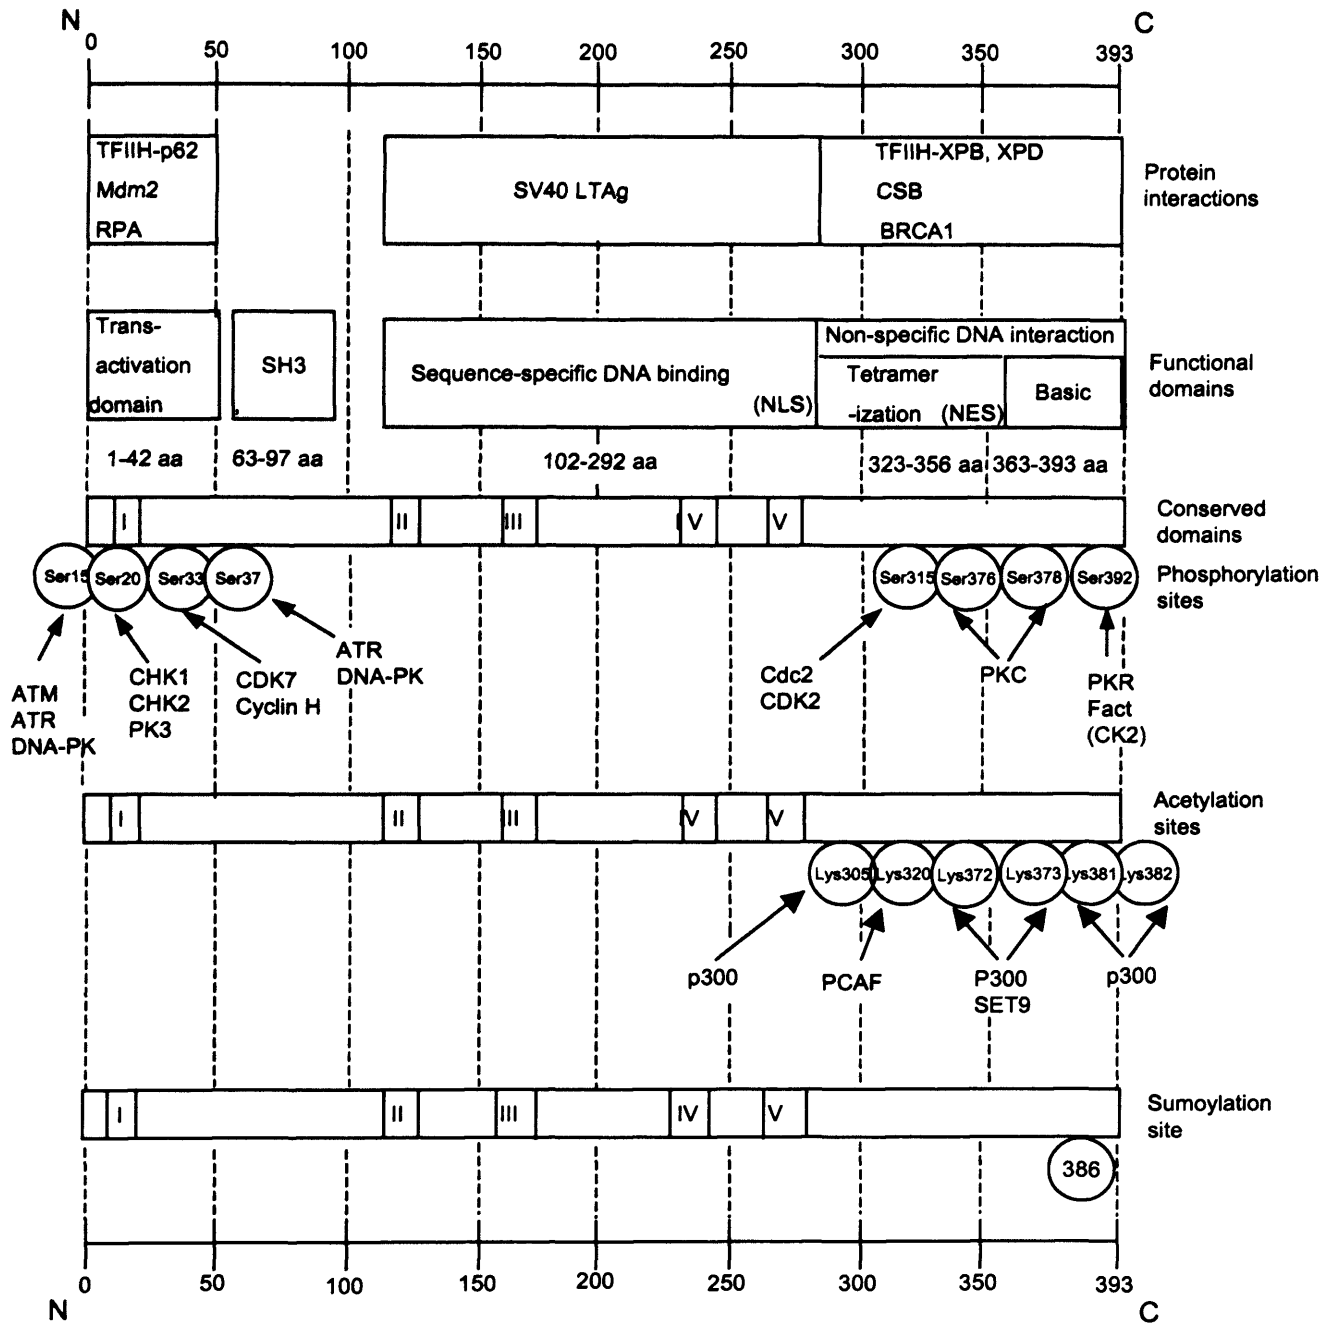 N
C
0 50 100 150 200 250 300 350 393
TFIIH-p62
Mdm2
RPA
SV40 LTAg
TFIIH-XPB, XPD
CSB
BRCA1
Protein
interactions
Trans-
activation
domain
SH3
Sequence-specific DNA binding
(NLS)
Non-specific DNA interaction
Tetramer
-ization (NES)
Basic
Functional
domains
1-42 aa 63-97 aa 102-292 aa 323-356 aa 363-393 aa
I II III IV V
Conserved
domains
Ser15 Ser20 Ser33 Ser37 Ser315 Ser376 Ser378 Ser392
Phosphorylation
sites
ATM
ATR
DNA-PK
CHK1
CHK2
PK3
CDK7
Cyclin H
ATR
DNA-PK
Cdc2
CDK2
PKC
PKR
Fact
(CK2)
I II III IV V
Acetylation
sites
Lys305 Lys320 Lys372 Lys373 Lys381 Lys382
p300
PCAF
P300
SET9
p300
I II III IV V
Sumoylation
site
386
0 50 100 150 200 250 300 350 393
N
C